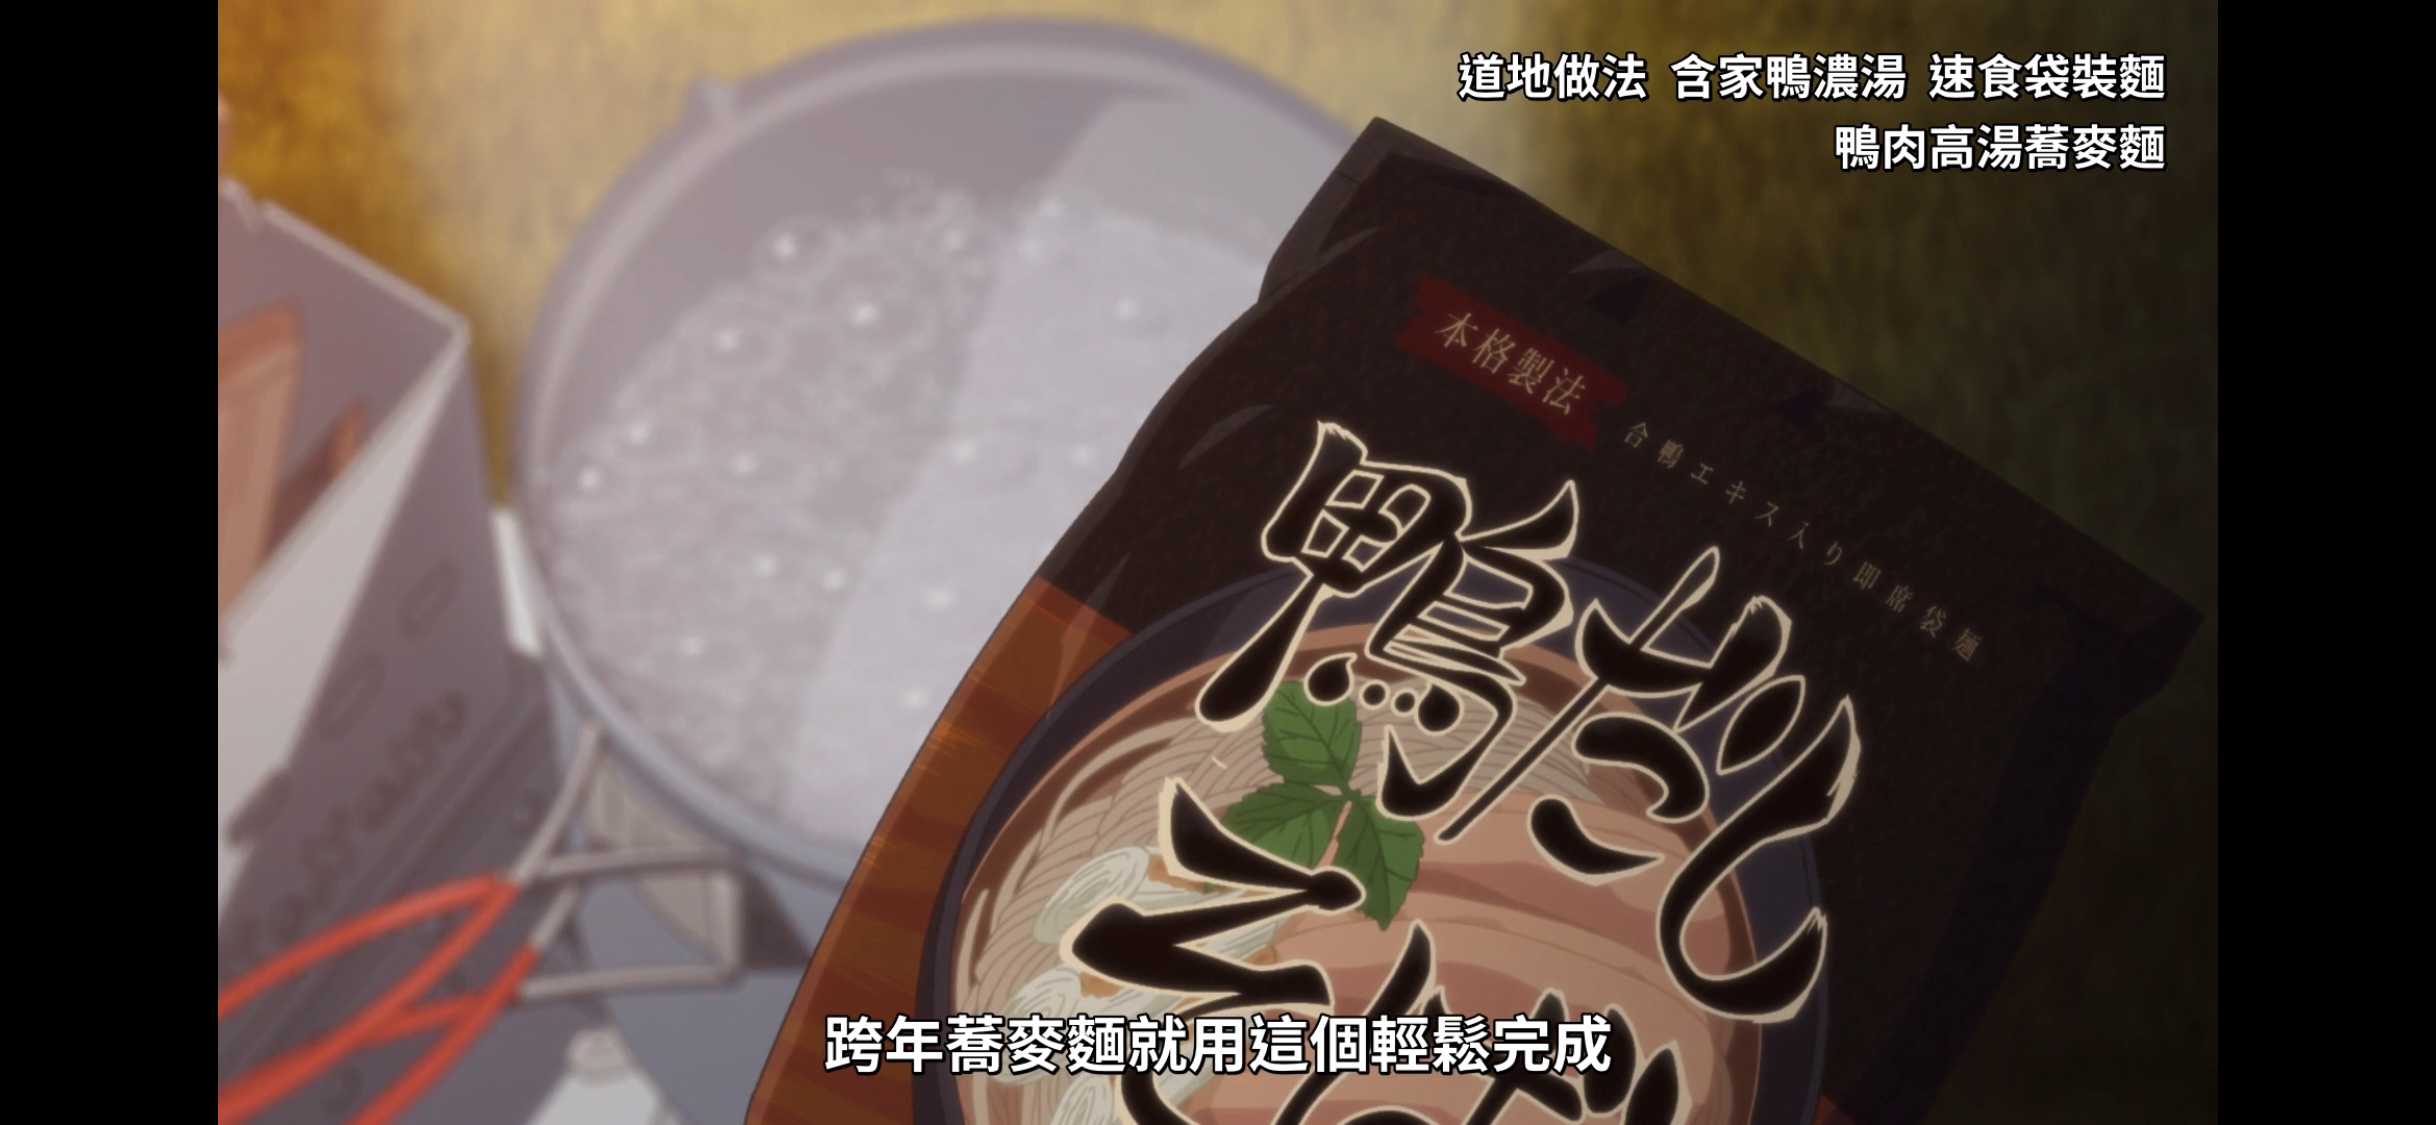 道地做法 含家鴨濃湯 速食袋裝麵
鴨肉高湯蕎麥麵
本格製法
合鴨エキス入り即席袋麺
鴨だし
そば
跨年蕎麥麵就用這個輕鬆完成